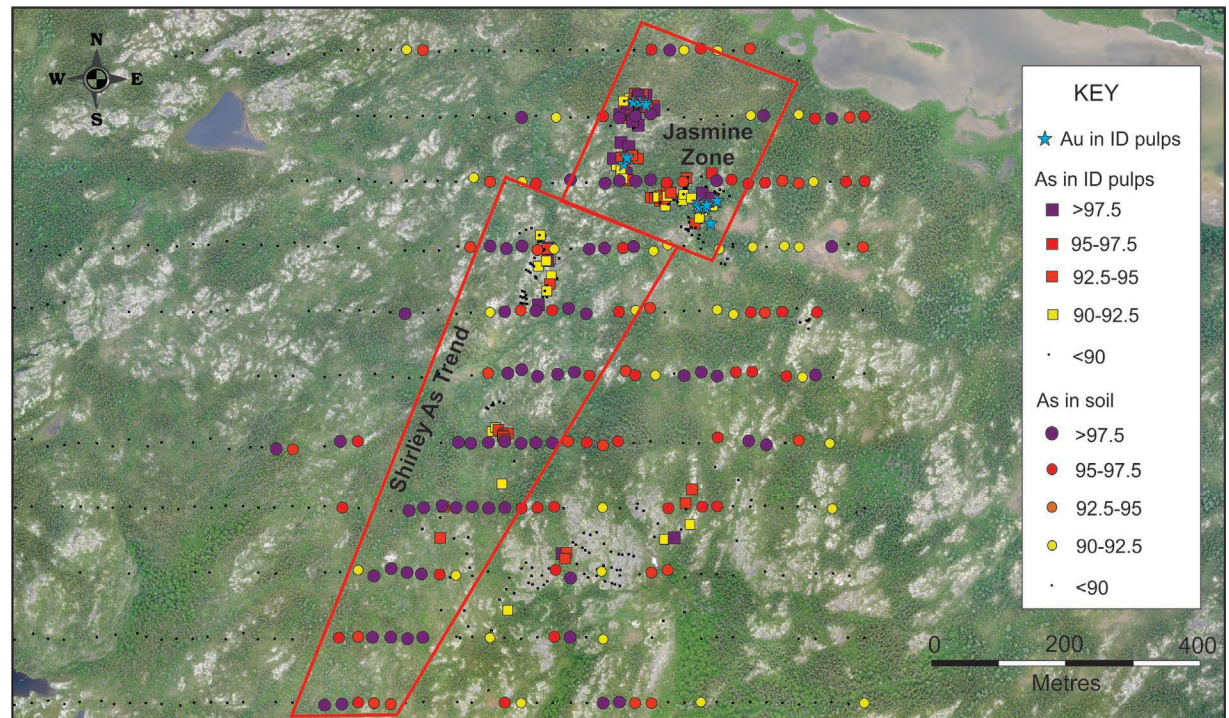 N
W E
S
Jasmine
Zone
Shirley As Trend
KEY
Au in ID pulps
As in ID pulps
>97.5
95-97.5
92.5-95
90-92.5
<90
As in soil
>97.5
95-97.5
92.5-95
90-92.5
<90
0 200 400
Metres